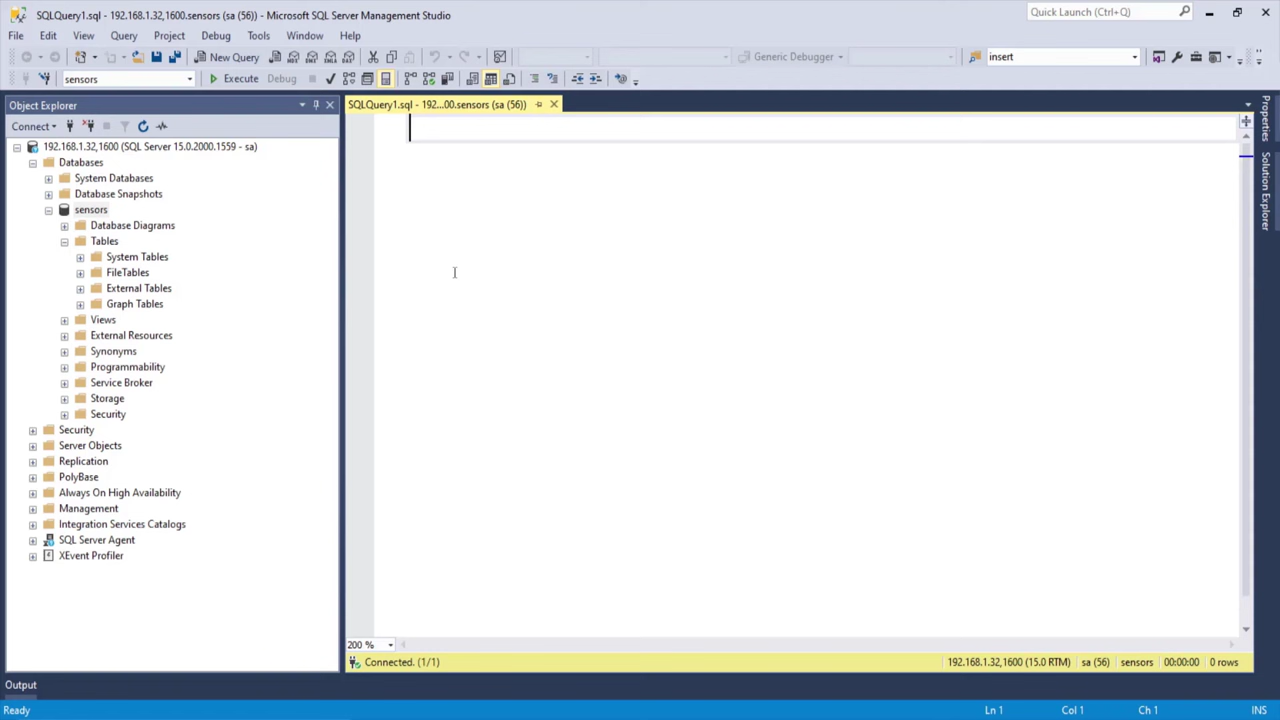 SQLQuery1.sql - 192.168.1.32,1600.sensors (sa (56)) - Microsoft SQL Server Management Studio
Quick Launch (Ctrl+Q)
File Edit View Query Project Debug Tools Window Help
New Query
Generic Debugger
insert
sensors
Execute
Debug
Object Explorer
SQLQuery1.sql - 192...00.sensors (sa (56))
Connect
192.168.1.32,1600 (SQL Server 15.0.2000.1559 - sa)
Databases
System Databases
Database Snapshots
sensors
Database Diagrams
Tables
System Tables
FileTables
External Tables
Graph Tables
Views
External Resources
Synonyms
Programmability
Service Broker
Storage
Security
Security
Server Objects
Replication
PolyBase
Always On High Availability
Management
Integration Services Catalogs
SQL Server Agent
XEvent Profiler
Properties
Solution Explorer
200 %
Connected. (1/1)
192.168.1.32,1600 (15.0 RTM)
sa (56)
sensors
00:00:00
0 rows
Output
Ready
Ln 1
Col 1
Ch 1
INS